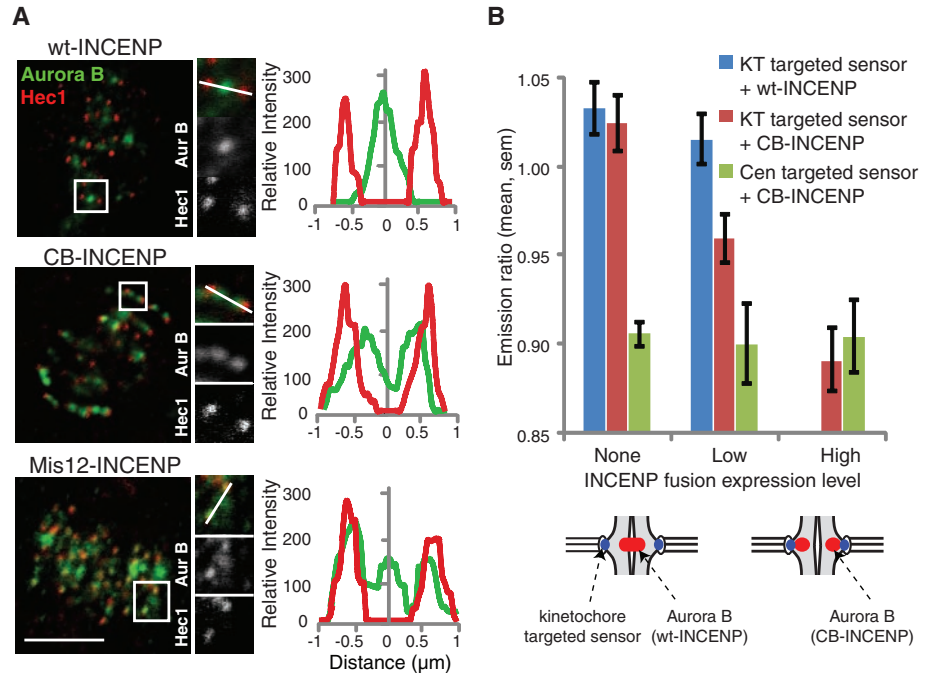 A
wt-INCENP
Aurora B
Hec1
Aur B
Hec1
Relative Intensity
300
200
100
0
-1
-0.5
0
0.5
1
CB-INCENP
Aur B
Hec1
Relative Intensity
300
200
100
0
-1
-0.5
0
0.5
1
Mis12-INCENP
Aur B
Hec1
Relative Intensity
300
200
100
0
-1
-0.5
0
0.5
1
Distance (µm)
B
KT targeted sensor
+ wt-INCENP
KT targeted sensor
+ CB-INCENP
Cen targeted sensor
+ CB-INCENP
Emission ratio (mean, sem)
1.05
1.00
0.95
0.90
0.85
None
Low
High
INCENP fusion expression level
kinetochore
targeted sensor
Aurora B
(wt-INCENP)
Aurora B
(CB-INCENP)